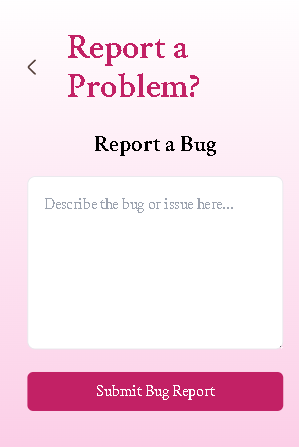 Report a
Problem?
Report a Bug
Describe the bug or issue here...
Submit Bug Report